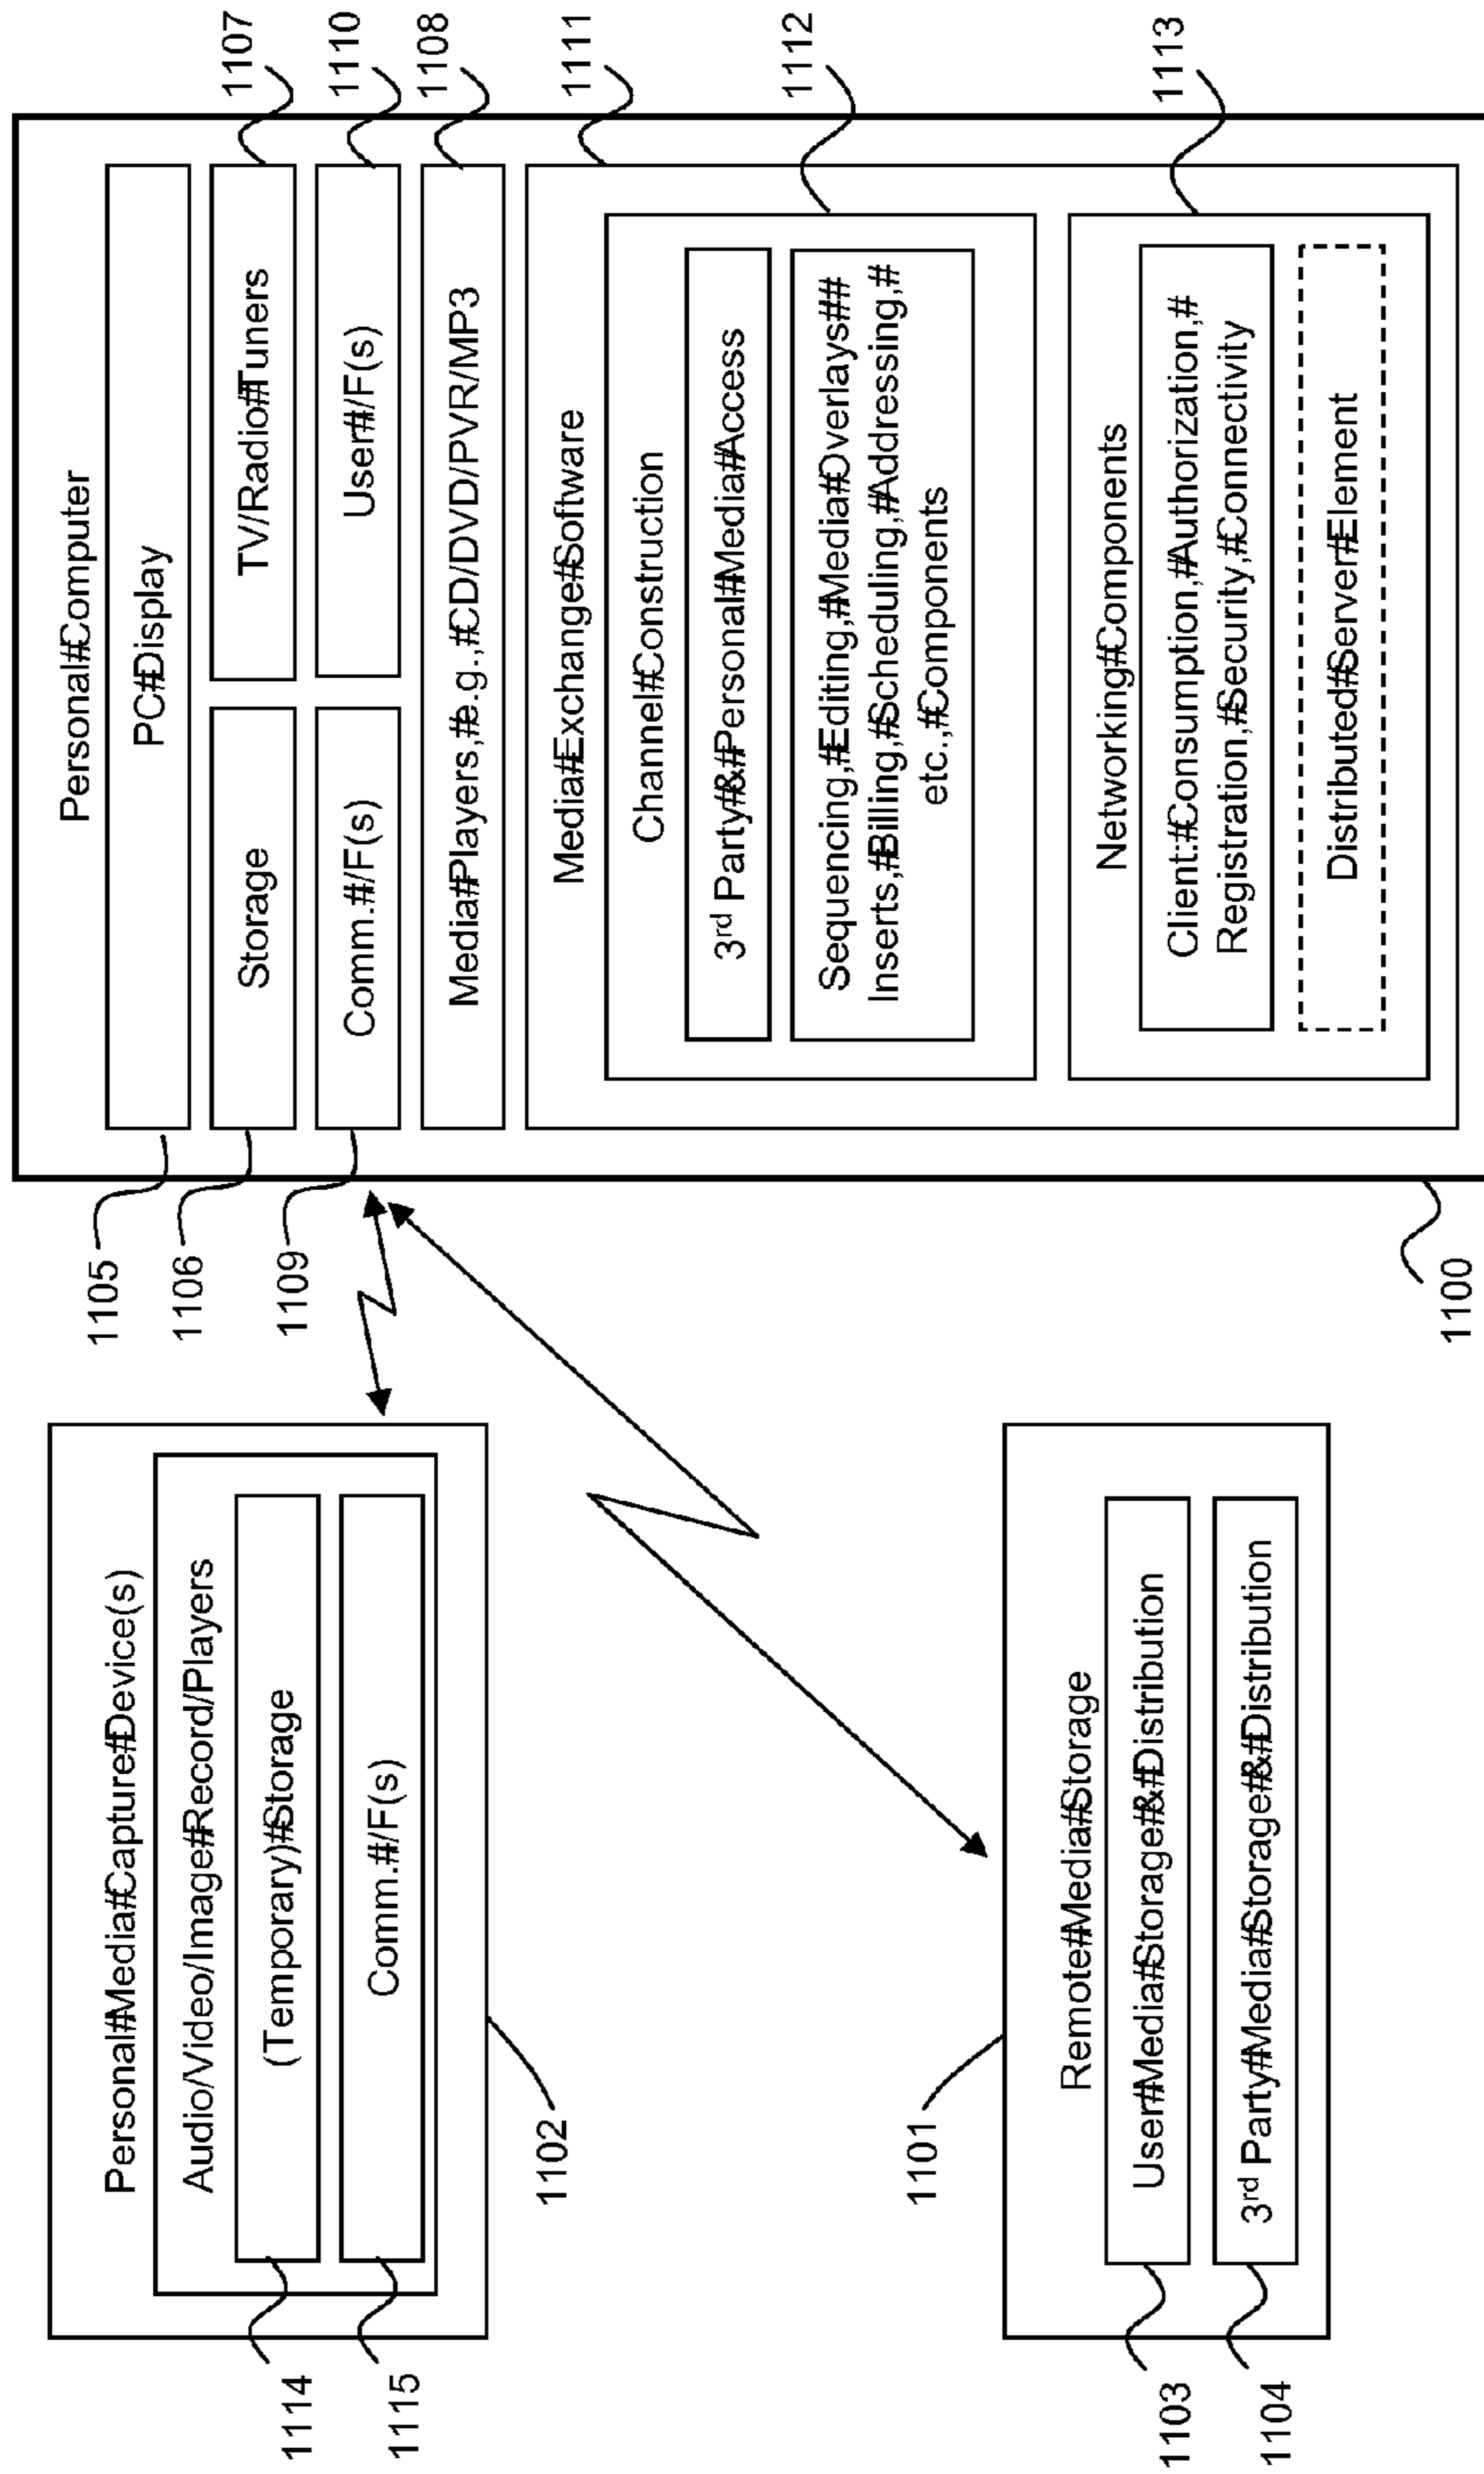 Personal#Media#Capture#Device(s)
Audio/Video/Image#Record/Players
(Temporary)#Storage
Comm.#I/F(s)
1114
1115
1102
1101
Remote#Media#Storage
User#Media#Storage#&#Distribution
3rd Party#Media#Storage#&#Distribution
1103
1104
1105
1106
1109
1100
Personal#Computer
PC#Display
Storage
TV/Radio#Tuners
Comm.#I/F(s)
User#I/F(s)
Media#Players,#e.g.,#CD/DVD/PVR/MP3
Media#Exchange#Software
Channel#Construction
3rd Party#&#Personal#Media#Access
Sequencing,#Editing,#Media#Overlays##
Inserts,#Billing,#Scheduling,#Addressing,#
etc.,#Components
Networking#Components
Client:#Consumption,#Authorization,#
Registration,#Security,#Connectivity
Distributed#Server#Element
1107
1110
1108
1111
1112
1113